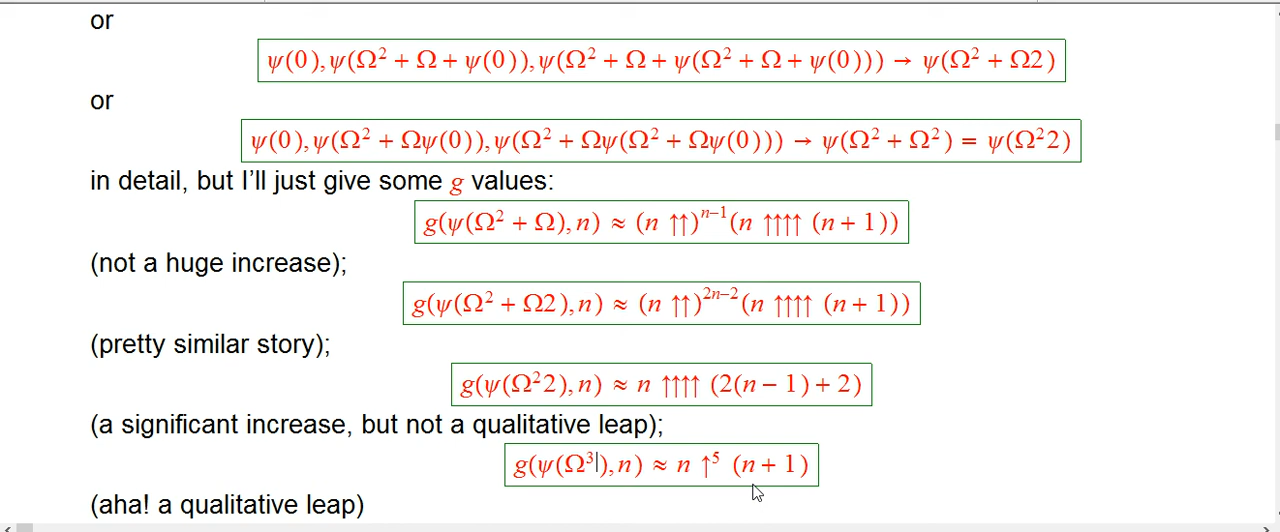 or
ψ(0),ψ(Ω² + Ω + ψ(0)),ψ(Ω² + Ω + ψ(Ω² + Ω + ψ(0))) → ψ(Ω² + Ω2)
or
ψ(0),ψ(Ω² + Ωψ(0)),ψ(Ω² + Ωψ(Ω² + Ωψ(0))) → ψ(Ω² + Ω²) = ψ(Ω²2)
in detail, but I’ll just give some g values:
g(ψ(Ω² + Ω),n) ≈ (n ↑↑)ⁿ⁻¹(n ↑↑↑↑ (n + 1))
(not a huge increase);
g(ψ(Ω² + Ω2),n) ≈ (n ↑↑)²ⁿ⁻²(n ↑↑↑↑ (n + 1))
(pretty similar story);
g(ψ(Ω²2),n) ≈ n ↑↑↑↑ (2(n − 1) + 2)
(a significant increase, but not a qualitative leap);
g(ψ(Ω³),n) ≈ n ↑⁵ (n + 1)
(aha! a qualitative leap)